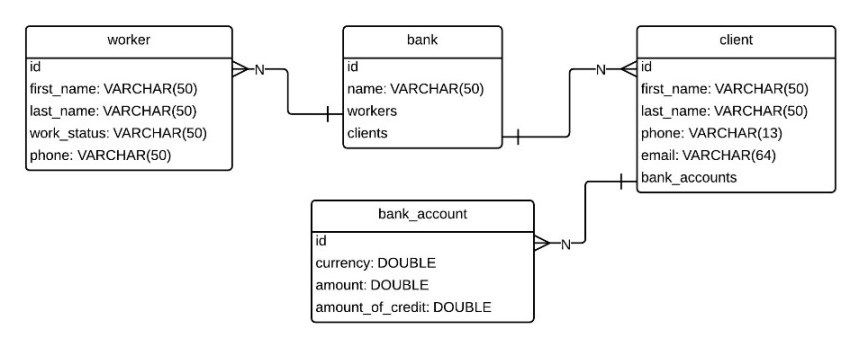 worker
id
first_name: VARCHAR(50)
last_name: VARCHAR(50)
work_status: VARCHAR(50)
phone: VARCHAR(50)
N
bank
id
name: VARCHAR(50)
workers
clients
N
client
id
first_name: VARCHAR(50)
last_name: VARCHAR(50)
phone: VARCHAR(13)
email: VARCHAR(64)
bank_accounts
bank_account
id
currency: DOUBLE
amount: DOUBLE
amount_of_credit: DOUBLE
N